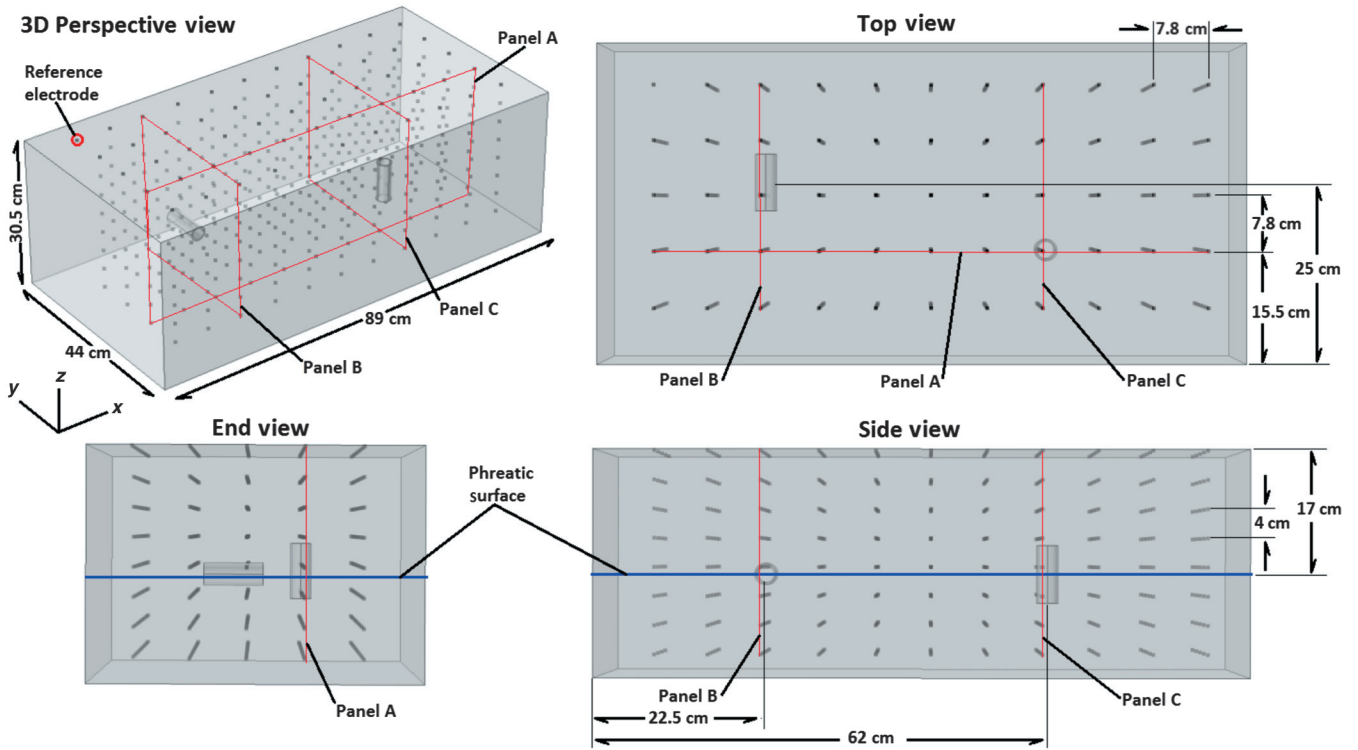 3D Perspective view
Panel A
Reference
electrode
30.5 cm
44 cm
89 cm
Panel C
Panel B
y
z
x
Top view
7.8 cm
7.8 cm
25 cm
15.5 cm
Panel B
Panel A
Panel C
End view
Phreatic
surface
Panel A
Side view
17 cm
4 cm
Panel B
Panel C
22.5 cm
62 cm